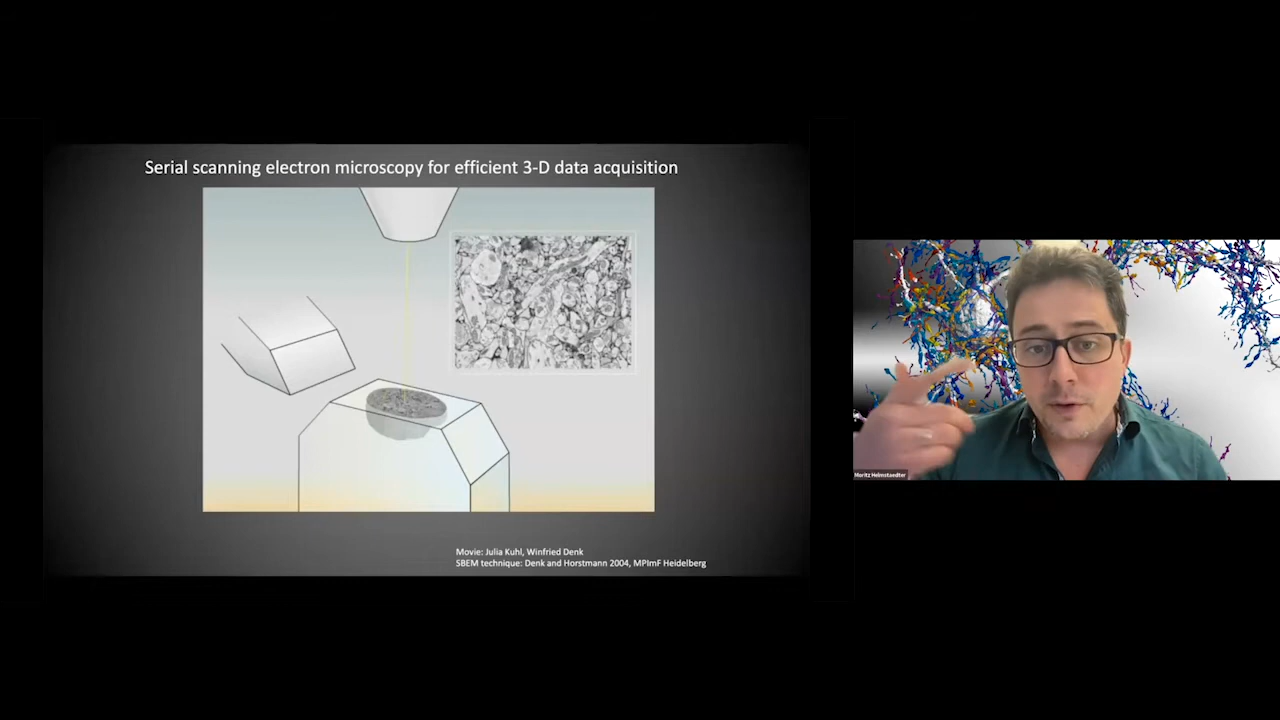 Serial scanning electron microscopy for efficient 3-D data acquisition
Movie: Julia Kuhl, Winfried Denk
SBEM technique: Denk and Horstmann 2004, MPImF Heidelberg
Moritz Helmstaedter